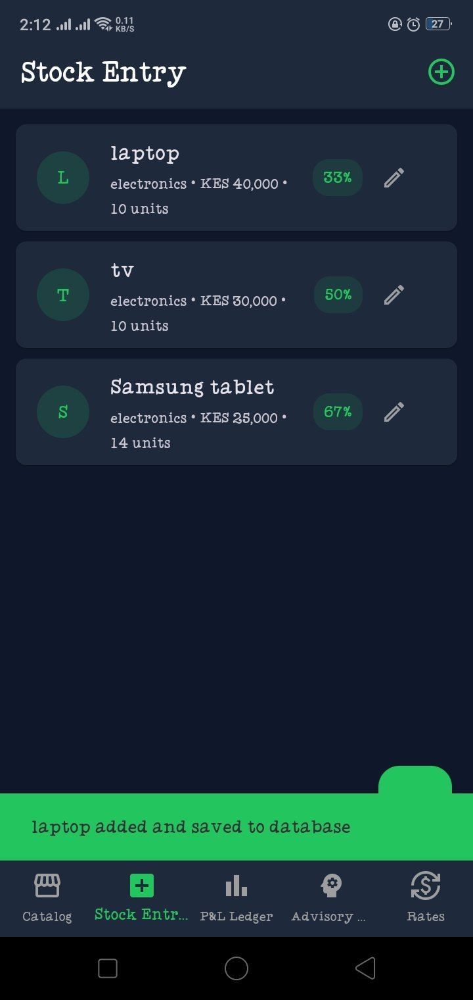 2:12 0.11 KB/S 27
Stock Entry
L
laptop
electronics • KES 40,000 •
10 units
33%
T
tv
electronics • KES 30,000 •
10 units
50%
S
Samsung tablet
electronics • KES 25,000 •
14 units
67%
laptop added and saved to database
Catalog Stock Entr... P&L Ledger Advisory ... Rates